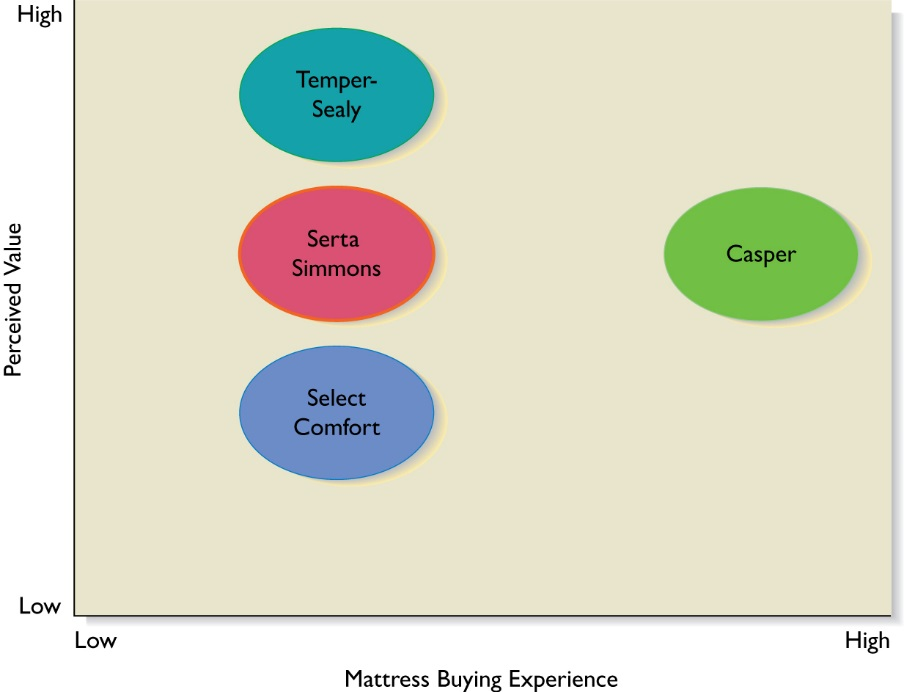 High
Temper-
Sealy
Serta
Simmons
Casper
Select
Comfort
Perceived Value
Low
Low
High
Mattress Buying Experience